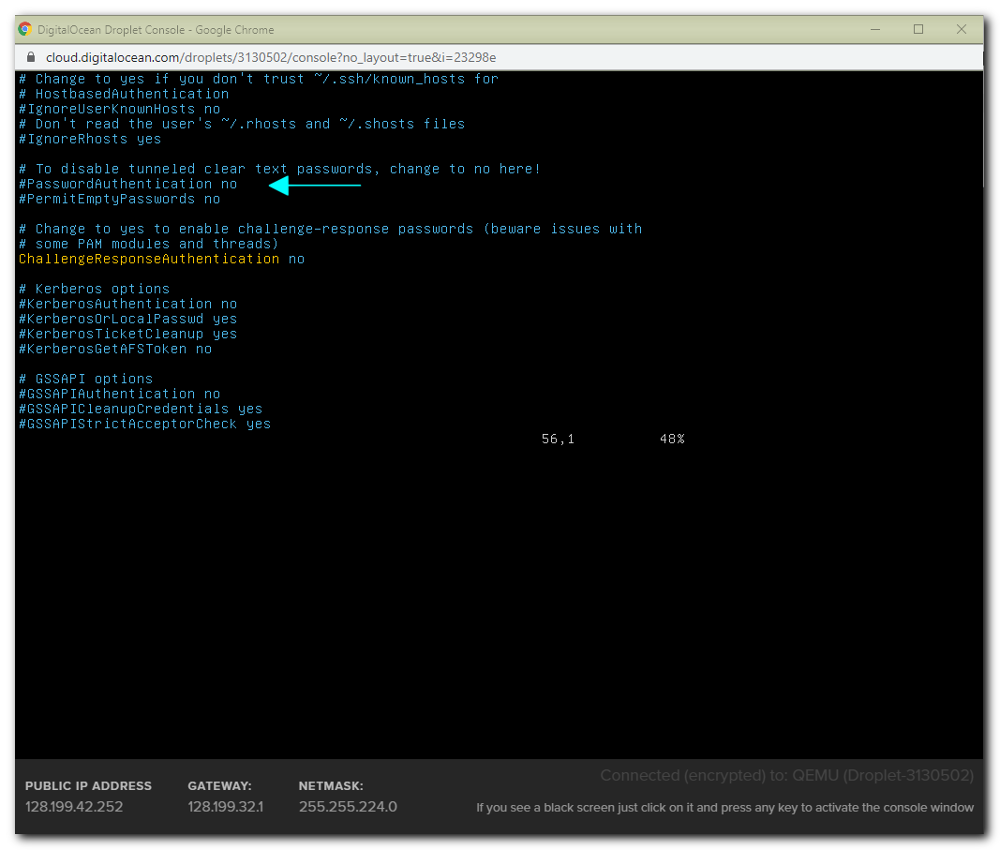 DigitalOcean Droplet Console - Google Chrome
cloud.digitalocean.com/droplets/3130502/console?no_layout=true&i=23298e
# Change to yes if you don't trust ~/.ssh/known_hosts for
# HostbasedAuthentication
#IgnoreUserKnownHosts no
# Don't read the user's ~/.rhosts and ~/.shosts files
#IgnoreRhosts yes
# To disable tunneled clear text passwords, change to no here!
#PasswordAuthentication no
#PermitEmptyPasswords no
# Change to yes to enable challenge-response passwords (beware issues with
# some PAM modules and threads)
ChallengeResponseAuthentication no
# Kerberos options
#KerberosAuthentication no
#KerberosOrLocalPasswd yes
#KerberosTicketCleanup yes
#KerberosGetAFSToken no
# GSSAPI options
#GSSAPIAuthentication no
#GSSAPICleanupCredentials yes
#GSSAPIStrictAcceptorCheck yes
56,1 48%
Connected (encrypted) to: QEMU (Droplet-3130502)
PUBLIC IP ADDRESS GATEWAY: NETMASK:
128.199.42.252 128.199.32.1 255.255.224.0
If you see a black screen just click on it and press any key to activate the console window